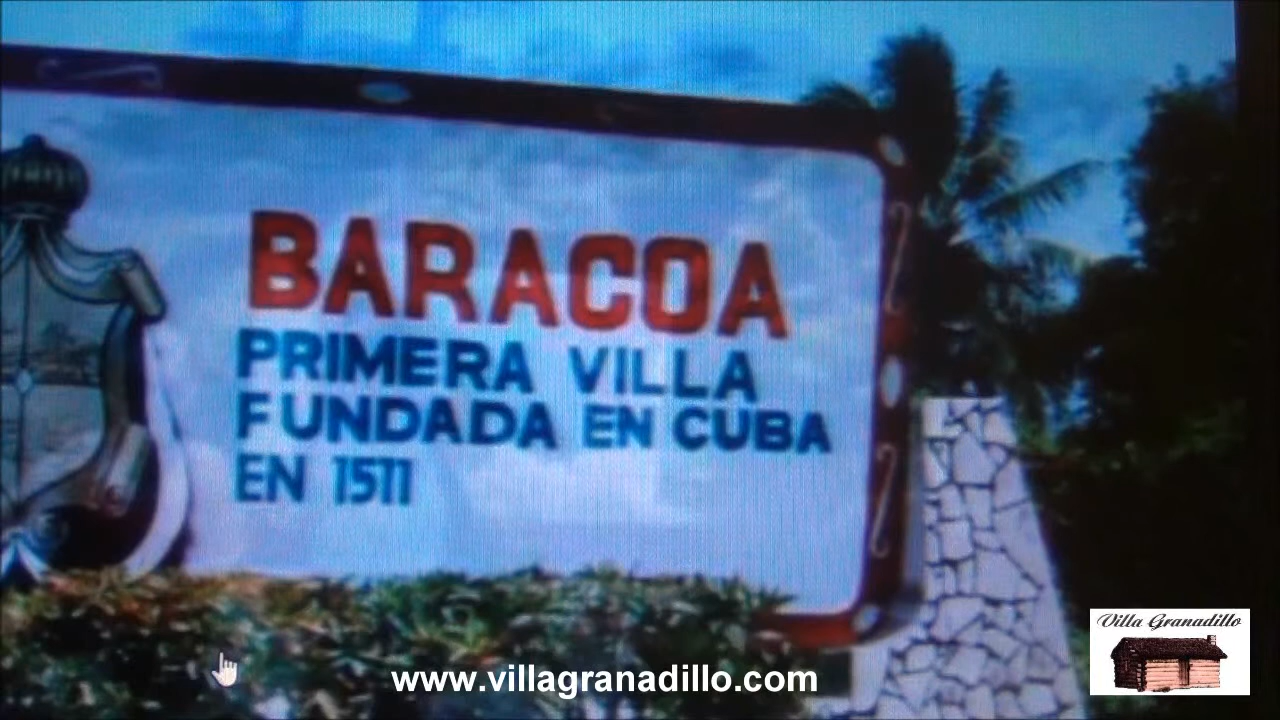 BARACOA
PRIMERA VILLA
FUNDADA EN CUBA
EN 1511
Villa Granadillo
www.villagranadillo.com